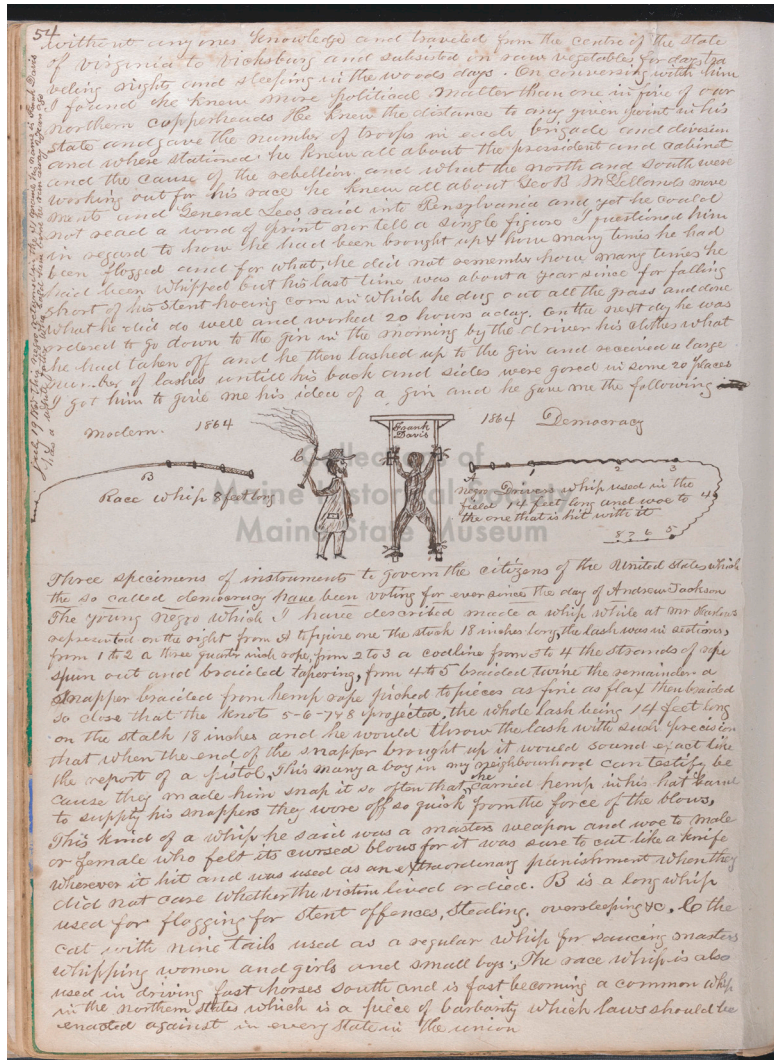 54
without anyones knowledge and traveled from the centre of the state
of virginia to Vicksburg and subsisted on raw vegetables for days tra
veling nights and sleeping in the woods days. On conversing with him
I found he knew more political matter than one in five of our
northern copperheads He knew the distance to any given point in his
state and gave the number of troops in each brigade and division
and where stationed. he knew all about the pressident and cabinet
and the cause of the rebellion, and what the north and south were
working out for his race he knew all about Geo B McLellands move
ments and General Lees raid into Pensylvania and yet he could
not read a word of print nor tell a single figure I questioned him
in regard to how he had been brought up & how many times he had
been flogged and for what, he did not remember how many times he
had been whipped but his last time was about a year since for falling
short of his stent hoeing corn in which he dug out all the grass and done
what he did do well and worked 20 hours a day. On the next day he was
ordered to go down to the gin in the morning by the driver his clothes what
he had taken off and he then lashed up to the gin and received a large
number of lashes untill his back and sides were gored in some 20 places
I got him to give me his idea of a gin and he gave me the following
July 19 1865 this
his name is Frank Davis
Modern. 1864
C
Frank
Davis
1864 Democracy
B
Race whip 8 feet long
A 1 2 3
Negro Drivers whip used in the
field 14 feet long and woe to
the one that is hit with it
4
8 7 6 5
Collections of
Maine Historical Society
Maine State Museum
Three specimens of instruments to govern the citizens of the United States which
the so called democracy have been voting for ever since the day of Andrew Jackson
The young negro which I have described made a whip while at Mr
represented on the right from A to figure one the stock 18 inches long, the lash was in sections,
from 1 to 2 a three quarter inch rope, from 2 to 3 a codline from 3 to 4 the strands of rope
spun out and braided tapering, from 4 to 5 braided twine the remainder a
snapper braided from hemp rope picked to pieces as fine as flax then braided
so close that the knots 5-6-7&8 projected. the whole lash being 14 feet long
on the stalk 18 inches and he would throw the lash with such precision
that when the end of the snapper brought up it would sound exact like
the report of a pistol, This many a boy in my neighbourhood can testify be
cause they made him snap it so often that he carried hemp in his hat
to supply his snappers they wore off so quick from the force of the blows,
This kind of a whip he said was a masters weapon and woe to male
or female who felt its cursed blows for it was sure to cut like a knife
wherever it hit and was used as an extraordinary punishment when they
did not care whether the victim lived or died. B is a long whip
used for flogging for stent offences, stealing, oversleeping &c, C the
cat with nine tails used as a regular whip for saucing masters
whipping women and girls and small boys; The race whip is also
used in driving fast horses south and is fast becoming a common whip
in the northern states which is a piece of barbarity which laws should be
enacted against in every state in the union